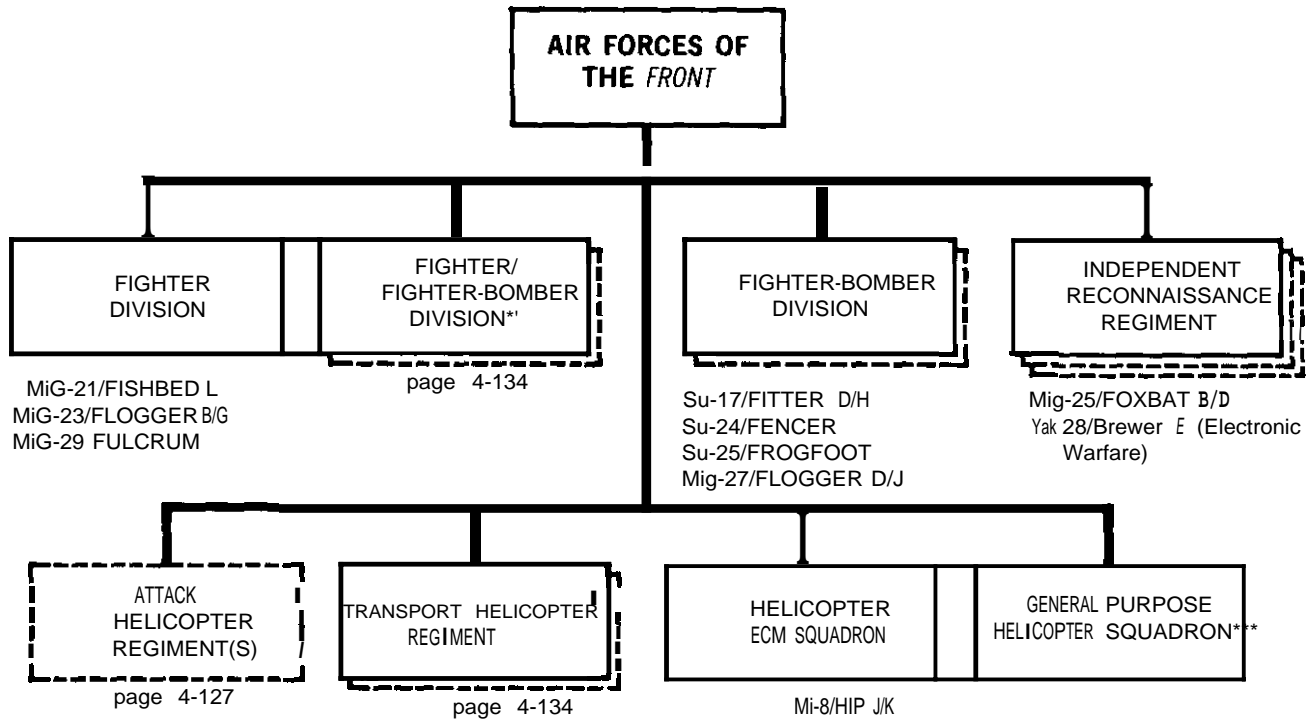 AIR FORCES OF
THE FRONT
FIGHTER
DIVISION
FIGHTER/
FIGHTER-BOMBER
DIVISION*'
FIGHTER-BOMBER
DIVISION
INDEPENDENT
RECONNAISSANCE
REGIMENT
MiG-21/FISHBED L
MiG-23/FLOGGER B/G
MiG-29 FULCRUM
page 4-134
Su-17/FITTER D/H
Su-24/FENCER
Su-25/FROGFOOT
Mig-27/FLOGGER D/J
Mig-25/FOXBAT B/D
Yak 28/Brewer E (Electronic
Warfare)
ATTACK
HELICOPTER
REGIMENT(S)
TRANSPORT HELICOPTER
REGIMENT
HELICOPTER
ECM SQUADRON
GENERAL PURPOSE
HELICOPTER SQUADRON***
page 4-127
page 4-134
Mi-8/HIP J/K